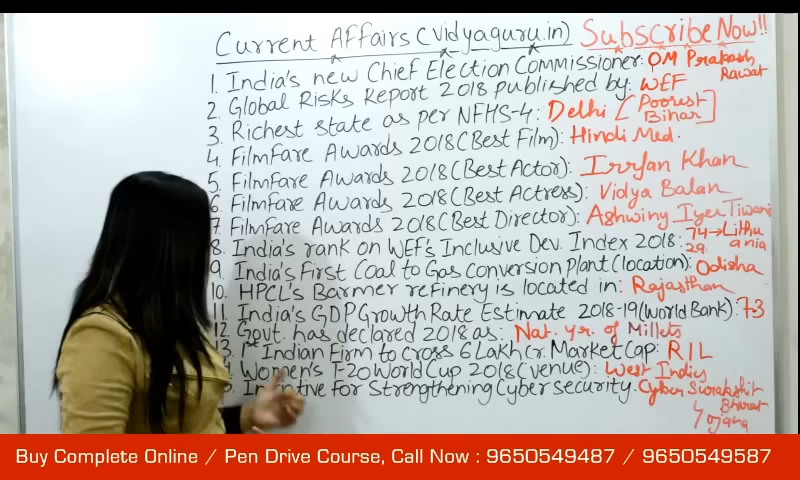 Current Affairs (Vidyaguru.in) Subscribe Now!!
1. India's new Chief Election Commissioner: OM Prakash Rawat
2. Global Risks Report 2018 published by: WEF
3. Richest state as per NFHS-4: Delhi [Poorest Bihar]
4. Filmfare Awards 2018 (Best Film): Hindi Med.
5. Filmfare Awards 2018 (Best Actor): Irrfan Khan
6. Filmfare Awards 2018 (Best Actress): Vidya Balan
7. Filmfare Awards 2018 (Best Director): Ashwiny Iyer Tiwari
8. India's rank on WEF's Inclusive Dev. Index 2018: 74→Lithuania 29
9. India's First Coal to Gas Conversion Plant (location): Odisha
10. HPCL's Barmer refinery is located in: Rajasthan
11. India's GDP Growth Rate Estimate 2018-19 (World Bank): 7.3
12. Govt. has declared 2018 as: Nat. yr. of Millets
13. 1st Indian Firm to cross 6 Lakh Cr. Market Cap: RIL
Women's T-20 World Cup 2018 (venue): West Indies
for Strengthening Cyber security. Cyber Surakshit Bharat Yojana
Buy Complete Online / Pen Drive Course, Call Now : 9650549487 / 9650549587